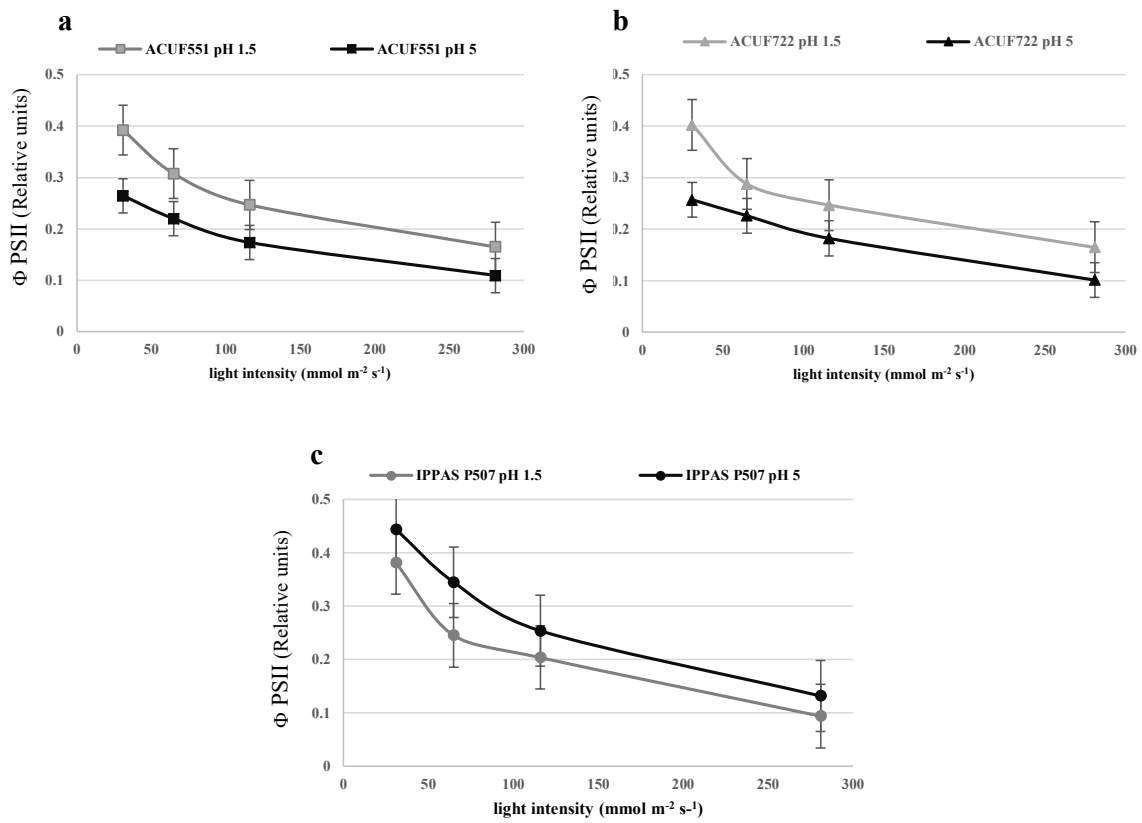 a
ACUF551 pH 1.5 ACUF551 pH 5
0.5
0.4
0.3
0.2
0.1
0
Φ PSII (Relative units)
0 50 100 150 200 250 300
light intensity (mmol m-2 s-1)
b
ACUF722 pH 1.5 ACUF722 pH 5
0.5
0.4
0.3
0.2
0.1
0
Φ PSII (Relative units)
0 50 100 150 200 250 300
light intensity (mmol m-2 s-1)
c
IPPAS P507 pH 1.5 IPPAS P507 pH 5
0.5
0.4
0.3
0.2
0.1
0
Φ PSII (Relative units)
0 50 100 150 200 250 300
light intensity (mmol m-2 s-1)